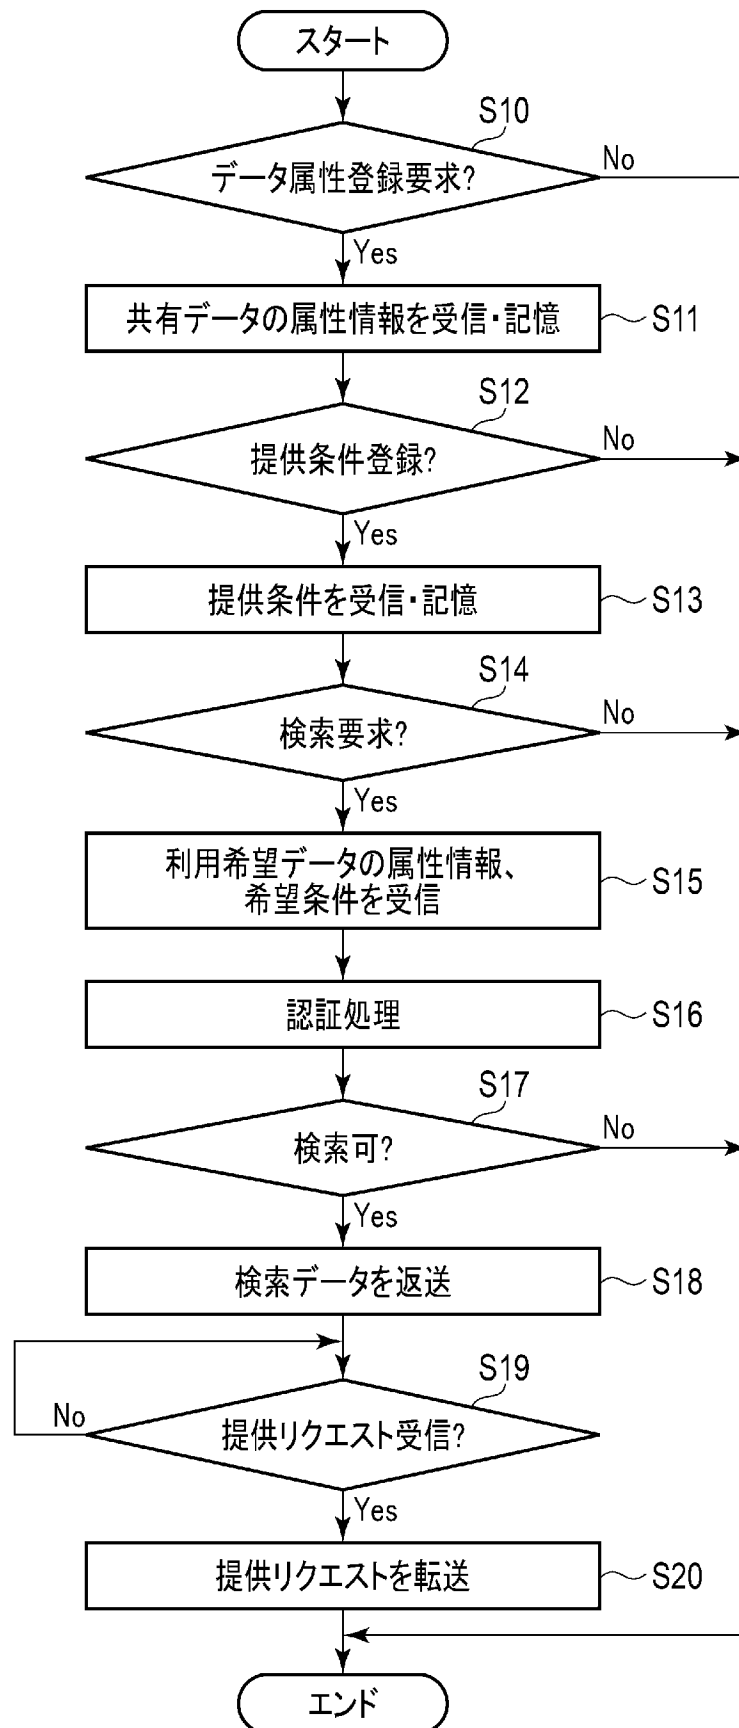 スタート
S10
データ属性登録要求?
No
Yes
共有データの属性情報を受信・記憶
S11
S12
提供条件登録?
No
Yes
提供条件を受信・記憶
S13
S14
検索要求?
No
Yes
利用希望データの属性情報、
希望条件を受信
S15
認証処理
S16
S17
検索可?
No
Yes
検索データを返送
S18
S19
提供リクエスト受信?
No
Yes
提供リクエストを転送
S20
エンド